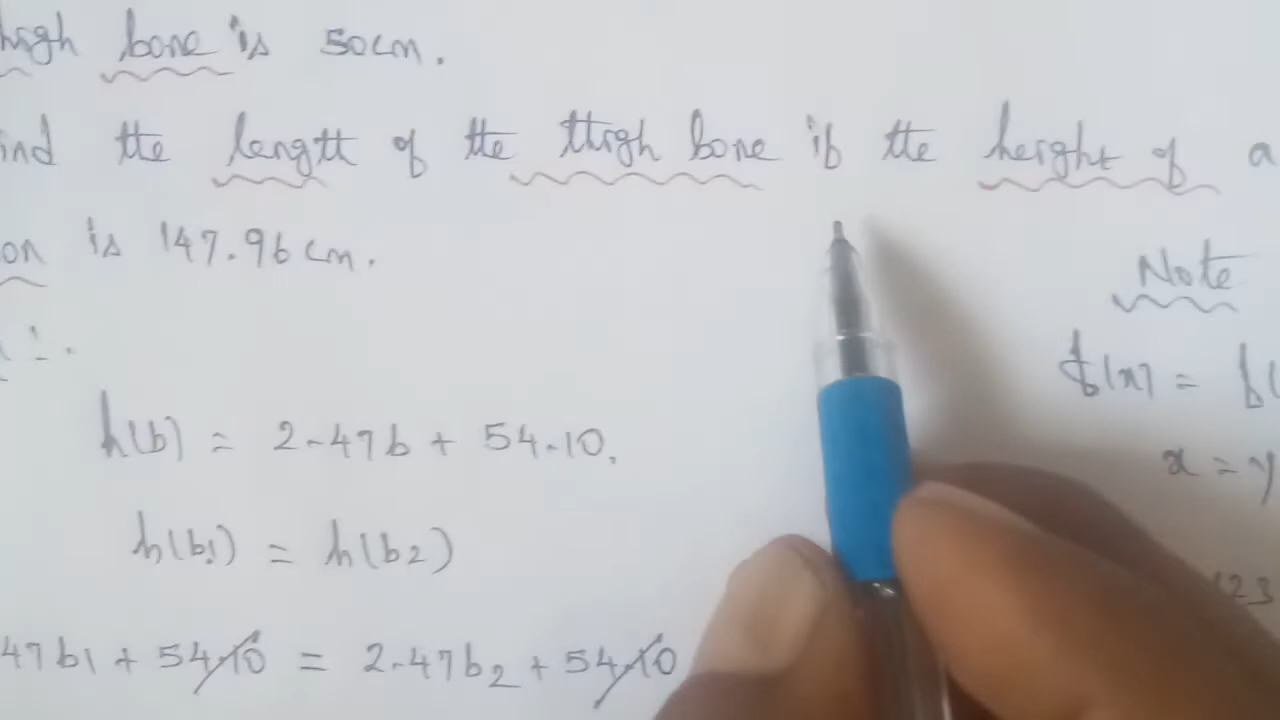 high bone is 50cm.
ind the length of the thigh bone if the height of a
on is 147.96 cm.
Note
f(x) = f(
h(b) = 2.47b + 54.10.
x = y
h(b1) = h(b2)
47b1 + 54.10 = 2.47b2 + 54.10